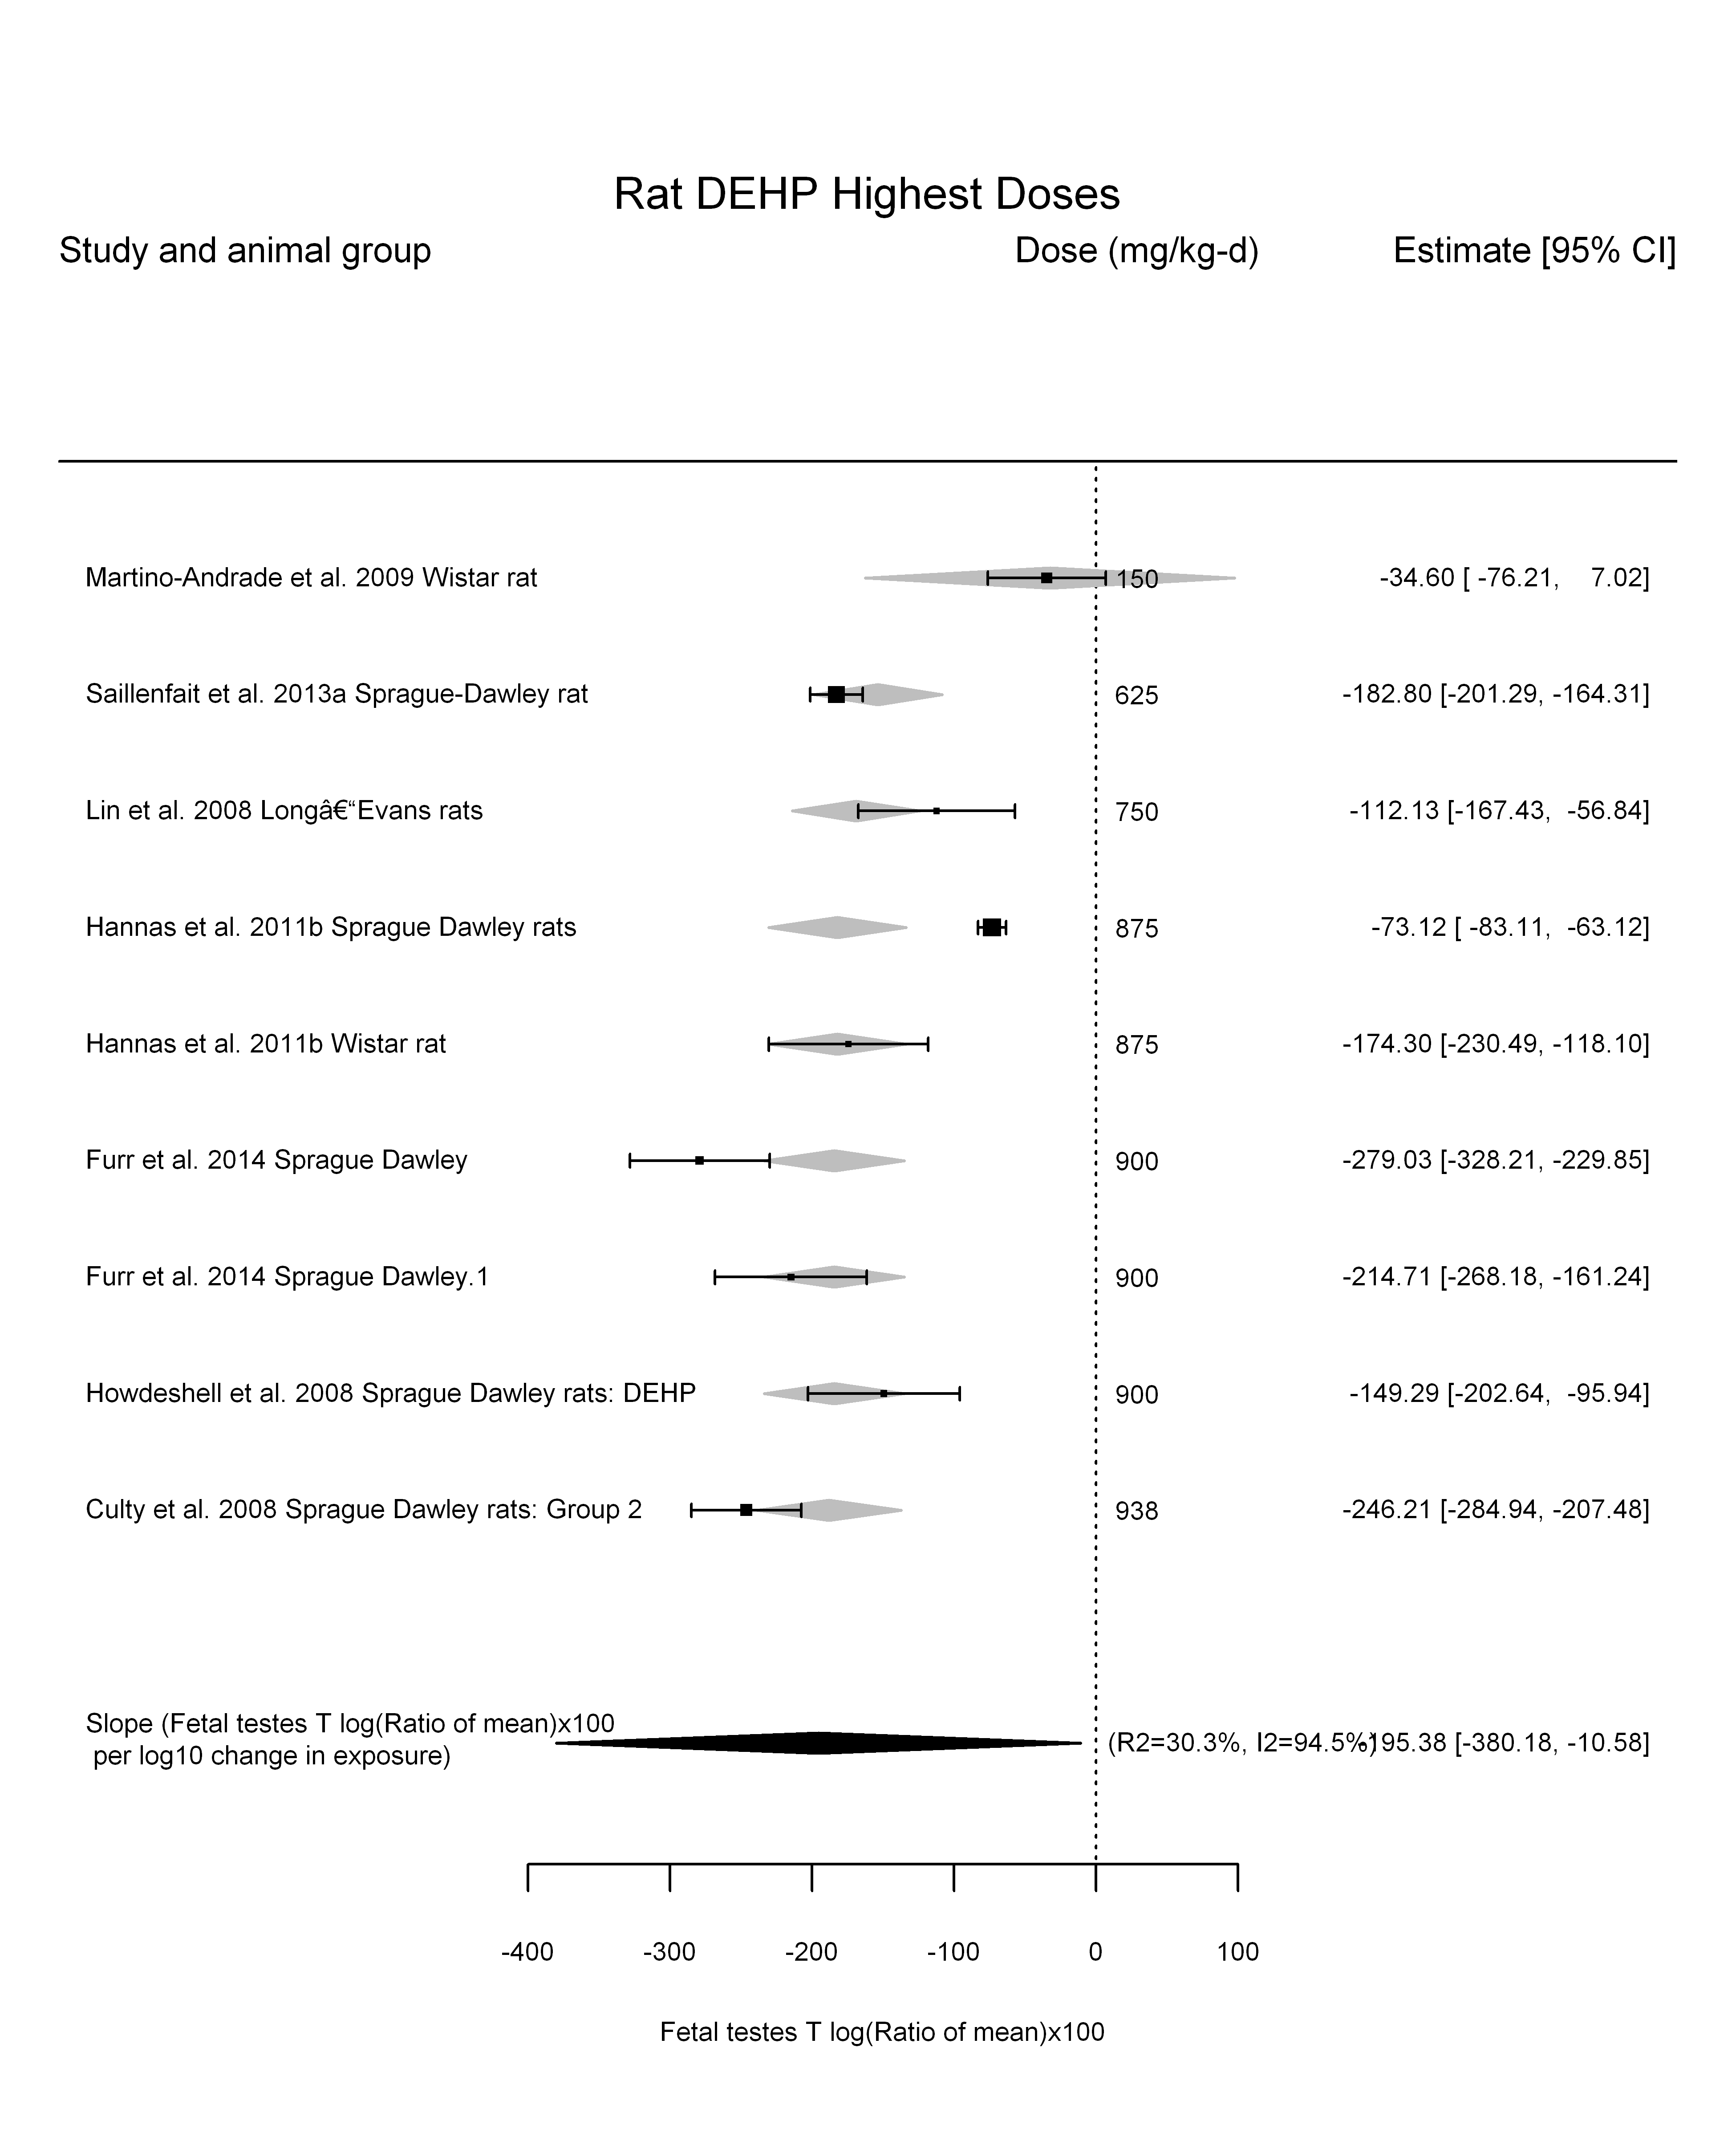 Rat DEHP Highest Doses
Study and animal group Dose (mg/kg-d) Estimate [95% CI]
Martino-Andrade et al. 2009 Wistar rat 150 -34.60 [ -76.21, 7.02]
Saillenfait et al. 2013a Sprague-Dawley rat 625 -182.80 [-201.29, -164.31]
Lin et al. 2008 Longâ€“Evans rats 750 -112.13 [-167.43, -56.84]
Hannas et al. 2011b Sprague Dawley rats 875 -73.12 [ -83.11, -63.12]
Hannas et al. 2011b Wistar rat 875 -174.30 [-230.49, -118.10]
Furr et al. 2014 Sprague Dawley 900 -279.03 [-328.21, -229.85]
Furr et al. 2014 Sprague Dawley.1 900 -214.71 [-268.18, -161.24]
Howdeshell et al. 2008 Sprague Dawley rats: DEHP 900 -149.29 [-202.64, -95.94]
Culty et al. 2008 Sprague Dawley rats: Group 2 938 -246.21 [-284.94, -207.48]
Slope (Fetal testes T log(Ratio of mean)x100
per log10 change in exposure)
(R2=30.3%, I2=94.5%) -195.38 [-380.18, -10.58]
-400 -300 -200 -100 0 100
Fetal testes T log(Ratio of mean)x100